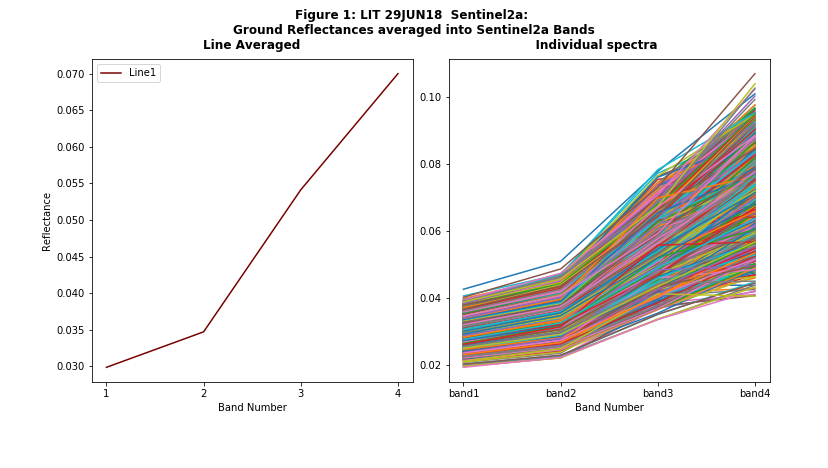 Figure 1: LIT 29JUN18 Sentinel2a:
Ground Reflectances averaged into Sentinel2a Bands
Line Averaged
Individual spectra
Line1
0.070
0.065
0.060
0.055
0.050
0.045
0.040
0.035
0.030
Reflectance
1
2
3
4
Band Number
0.10
0.08
0.06
0.04
0.02
band1
band2
band3
band4
Band Number